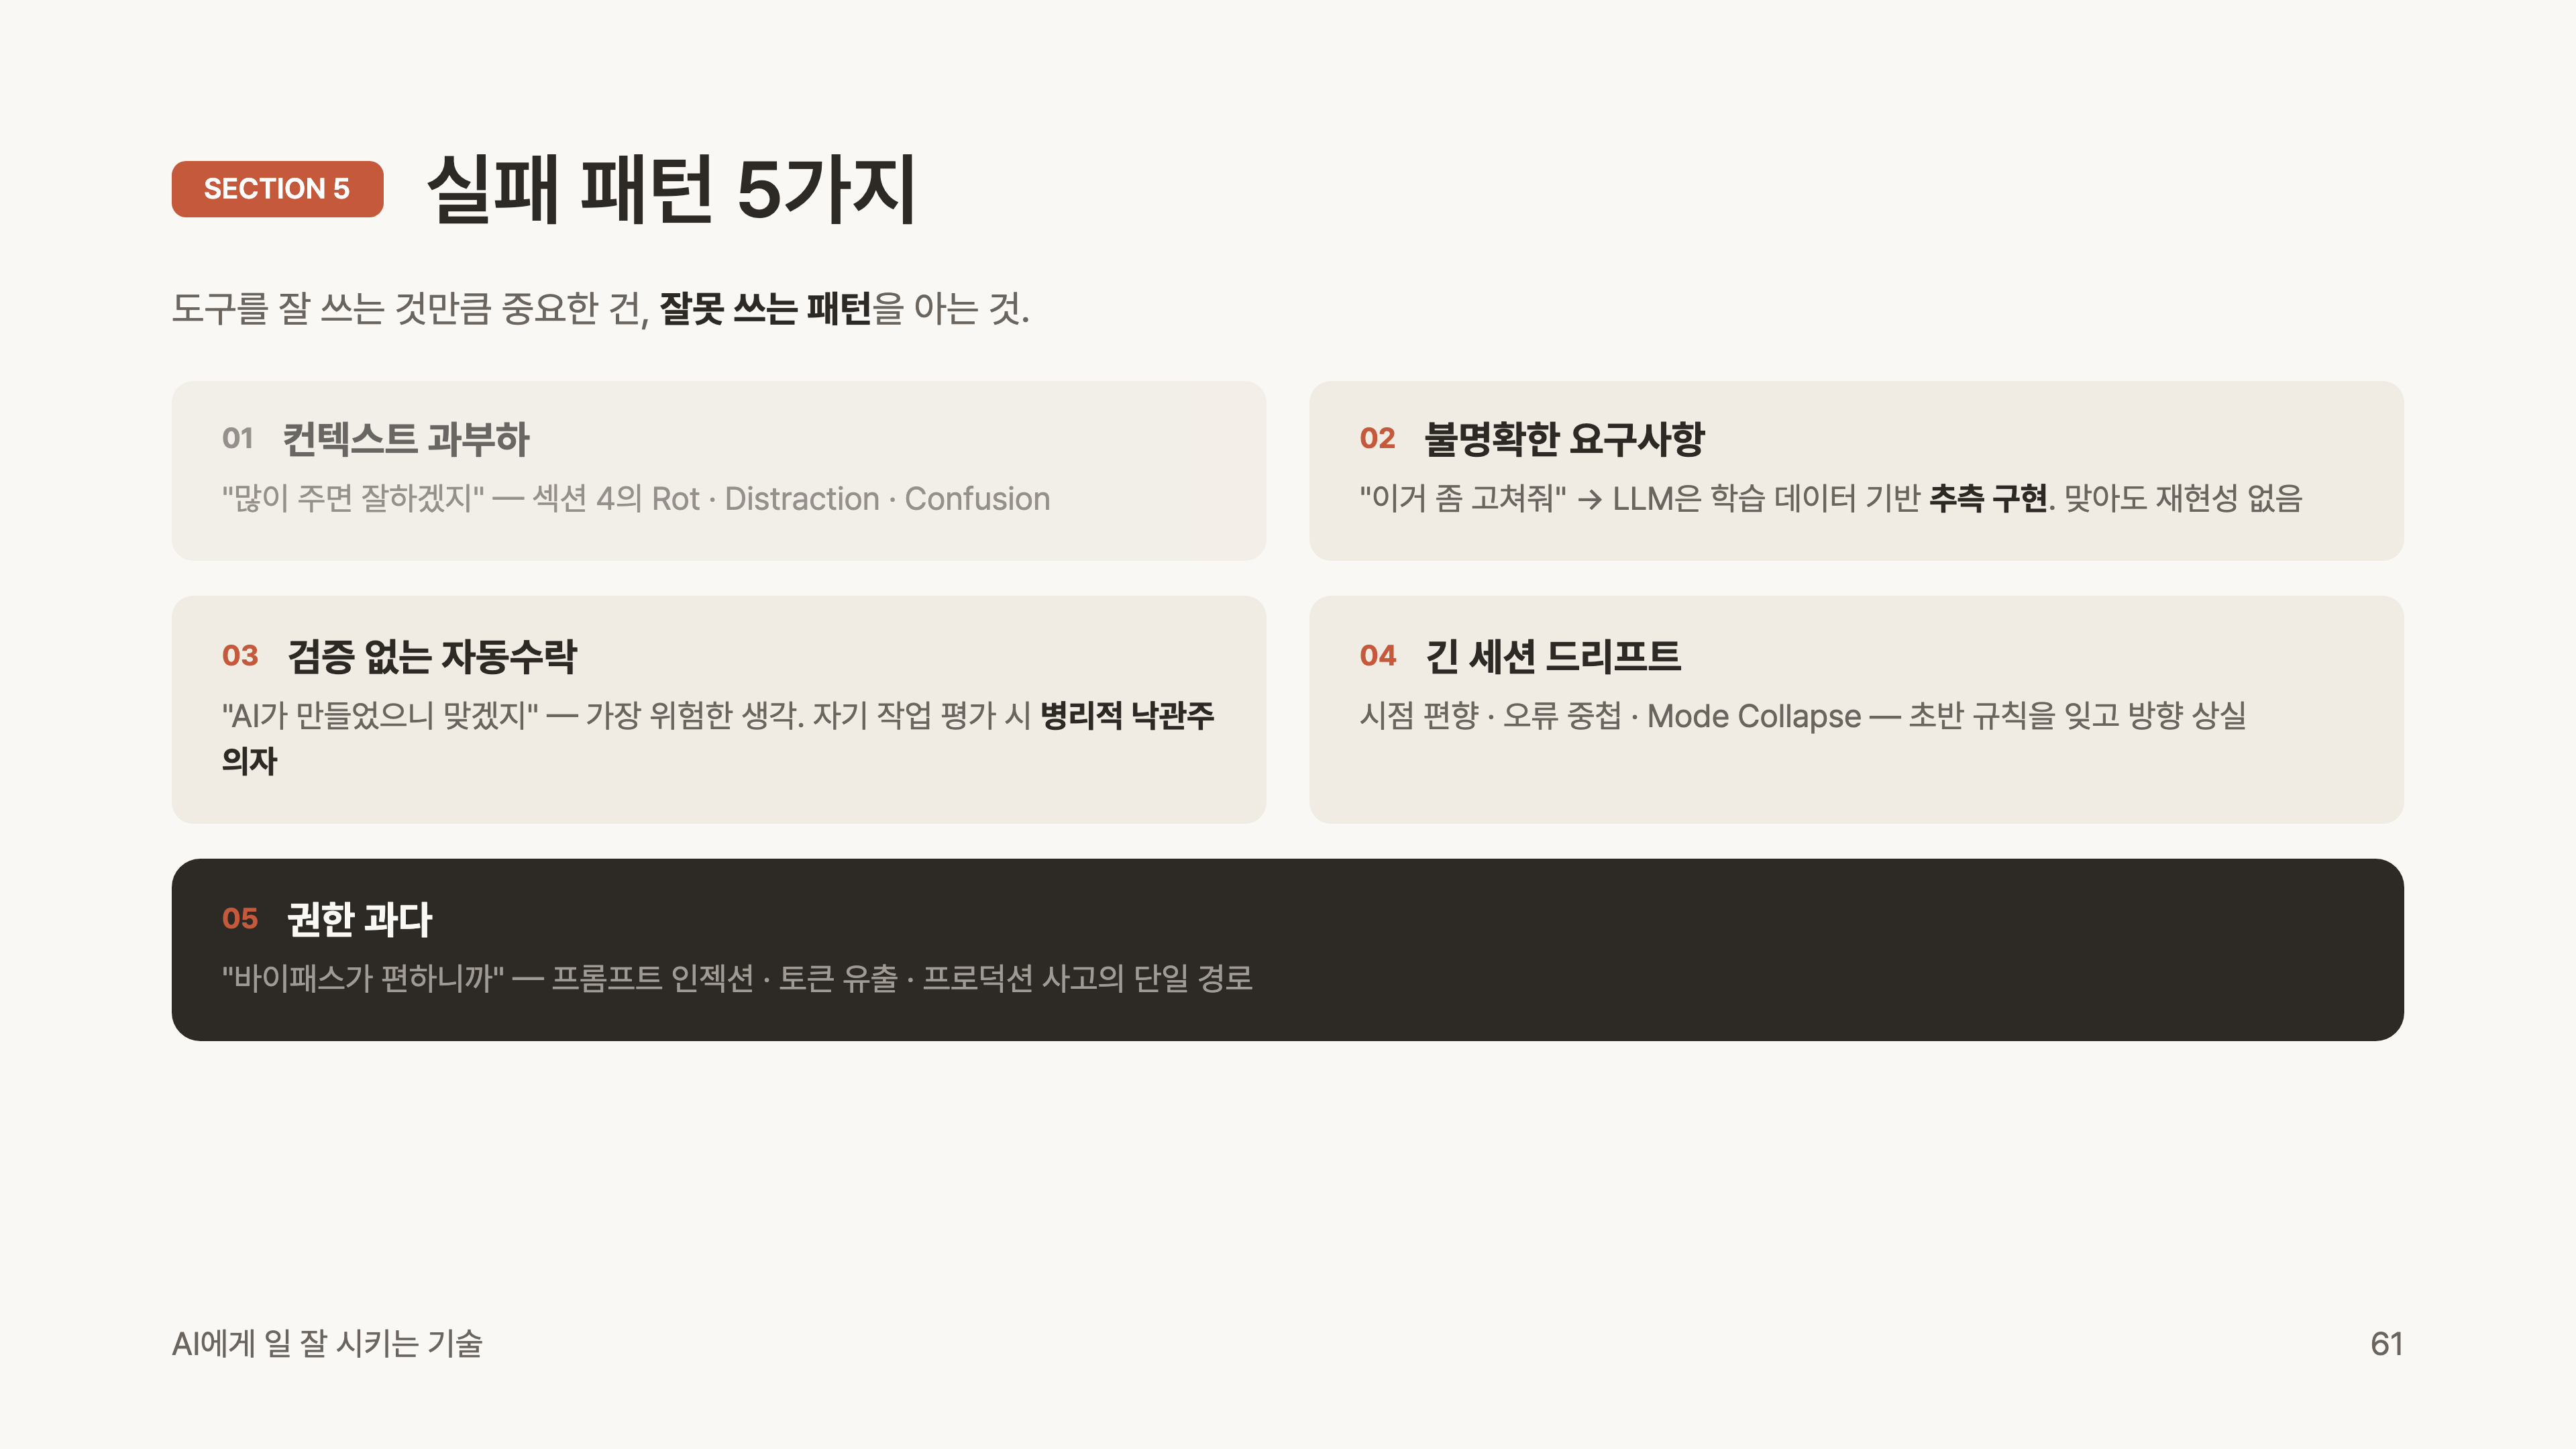 SECTION 5 실패 패턴 5가지
도구를 잘 쓰는 것만큼 중요한 건, 잘못 쓰는 패턴을 아는 것.
01 컨텍스트 과부하
"많이 주면 잘하겠지" — 섹션 4의 Rot · Distraction · Confusion
02 불명확한 요구사항
"이거 좀 고쳐줘" → LLM은 학습 데이터 기반 추측 구현. 맞아도 재현성 없음
03 검증 없는 자동수락
"AI가 만들었으니 맞겠지" — 가장 위험한 생각. 자기 작업 평가 시 병리적 낙관주
의자
04 긴 세션 드리프트
시점 편향 · 오류 중첩 · Mode Collapse — 초반 규칙을 잊고 방향 상실
05 권한 과다
"바이패스가 편하니까" — 프롬프트 인젝션 · 토큰 유출 · 프로덕션 사고의 단일 경로
AI에게 일 잘 시키는 기술
61